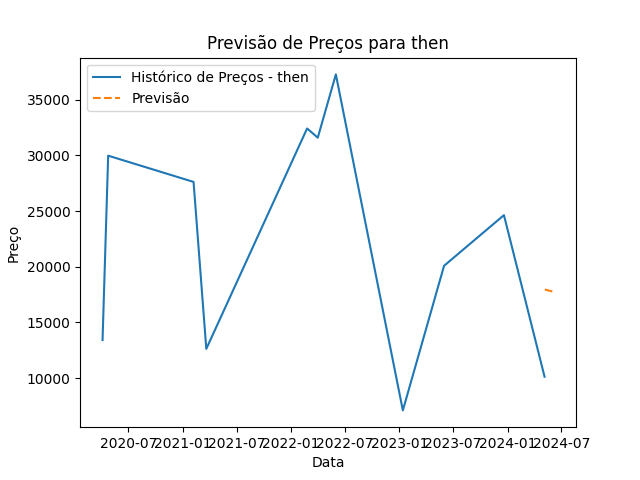 Previsão de Preços para then
Histórico de Preços - then
Previsão
Preço
35000
30000
25000
20000
15000
10000
2020-07 2021-01 2021-07 2022-01 2022-07 2023-01 2023-07 2024-01 2024-07
Data